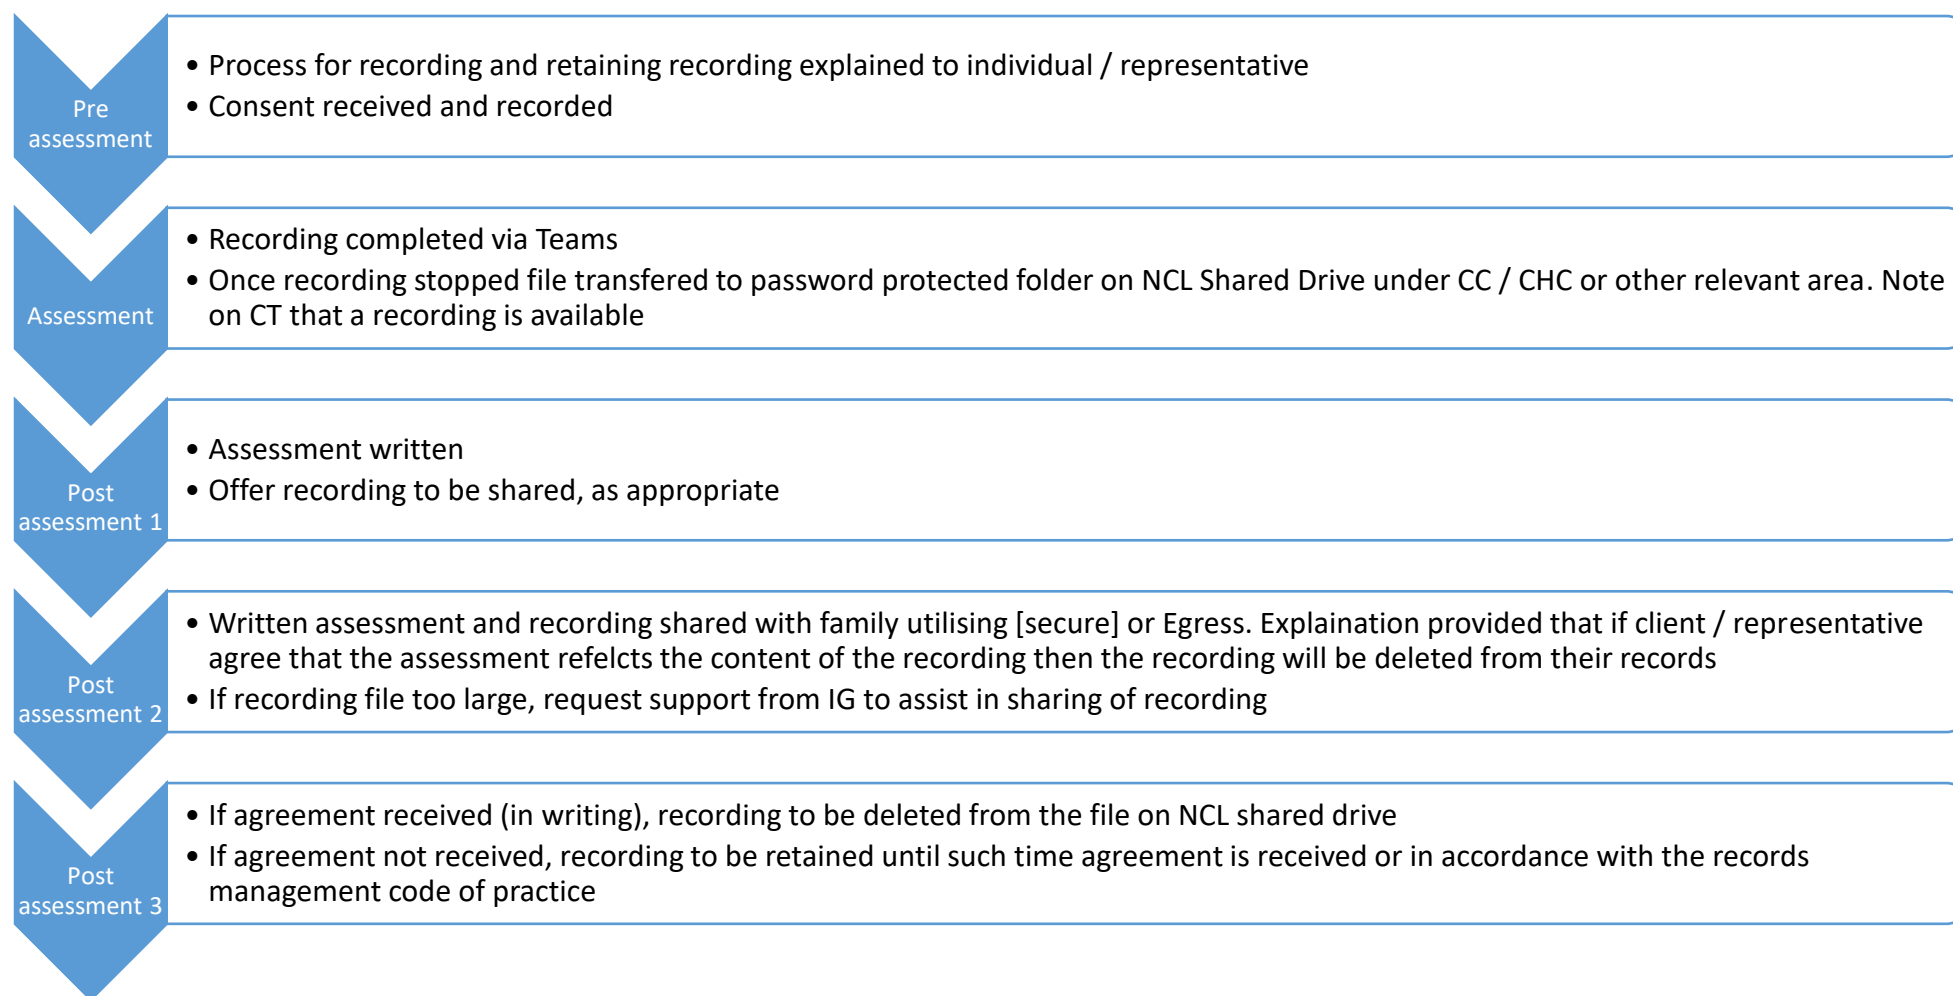 Pre
assessment
• Process for recording and retaining recording explained to individual / representative
• Consent received and recorded
Assessment
• Recording completed via Teams
• Once recording stopped file transfered to password protected folder on NCL Shared Drive under CC / CHC or other relevant area. Note
on CT that a recording is available
Post
assessment 1
• Assessment written
• Offer recording to be shared, as appropriate
Post
assessment 2
• Written assessment and recording shared with family utilising [secure] or Egress. Explaination provided that if client / representative
agree that the assessment refelcts the content of the recording then the recording will be deleted from their records
• If recording file too large, request support from IG to assist in sharing of recording
Post
assessment 3
• If agreement received (in writing), recording to be deleted from the file on NCL shared drive
• If agreement not received, recording to be retained until such time agreement is received or in accordance with the records
management code of practice